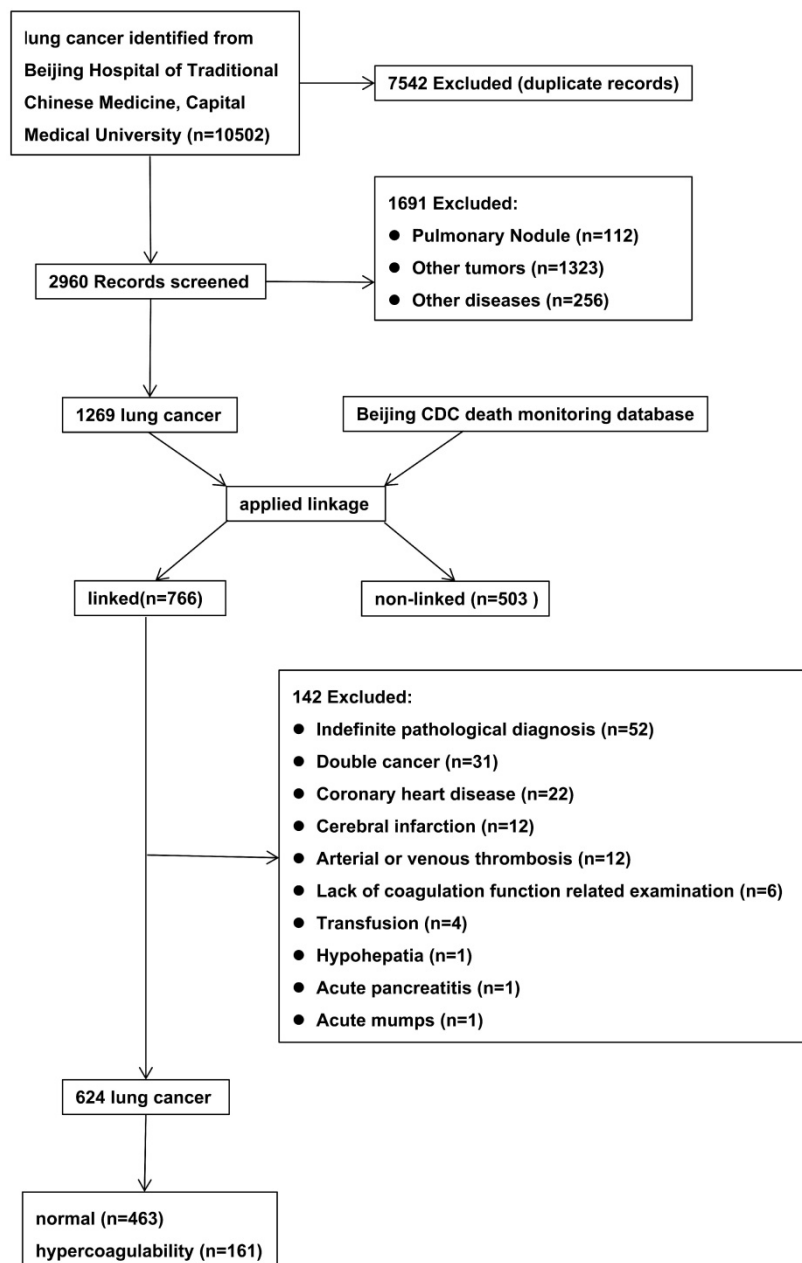 lung cancer identified from
Beijing Hospital of Traditional
Chinese Medicine, Capital
Medical University (n=10502)
7542 Excluded (duplicate records)
1691 Excluded:
● Pulmonary Nodule (n=112)
● Other tumors (n=1323)
● Other diseases (n=256)
2960 Records screened
1269 lung cancer
Beijing CDC death monitoring database
applied linkage
linked(n=766)
non-linked (n=503 )
142 Excluded:
● Indefinite pathological diagnosis (n=52)
● Double cancer (n=31)
● Coronary heart disease (n=22)
● Cerebral infarction (n=12)
● Arterial or venous thrombosis (n=12)
● Lack of coagulation function related examination (n=6)
● Transfusion (n=4)
● Hypohepatia (n=1)
● Acute pancreatitis (n=1)
● Acute mumps (n=1)
624 lung cancer
normal (n=463)
hypercoagulability (n=161)